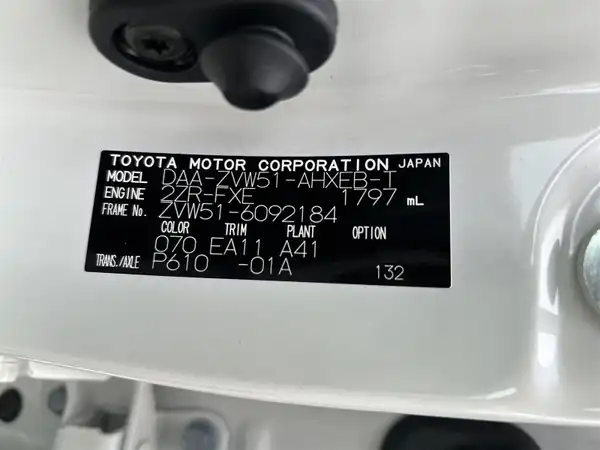 TOYOTA MOTOR CORPORATION JAPAN
MODEL DAA-ZVW51-AHXEB-T
ENGINE 2ZR-FXE 1797 mL
FRAME No. ZVW51-6092184
COLOR TRIM PLANT OPTION
070 EA11 A41
TRANS./AXLE P610 -01A 132